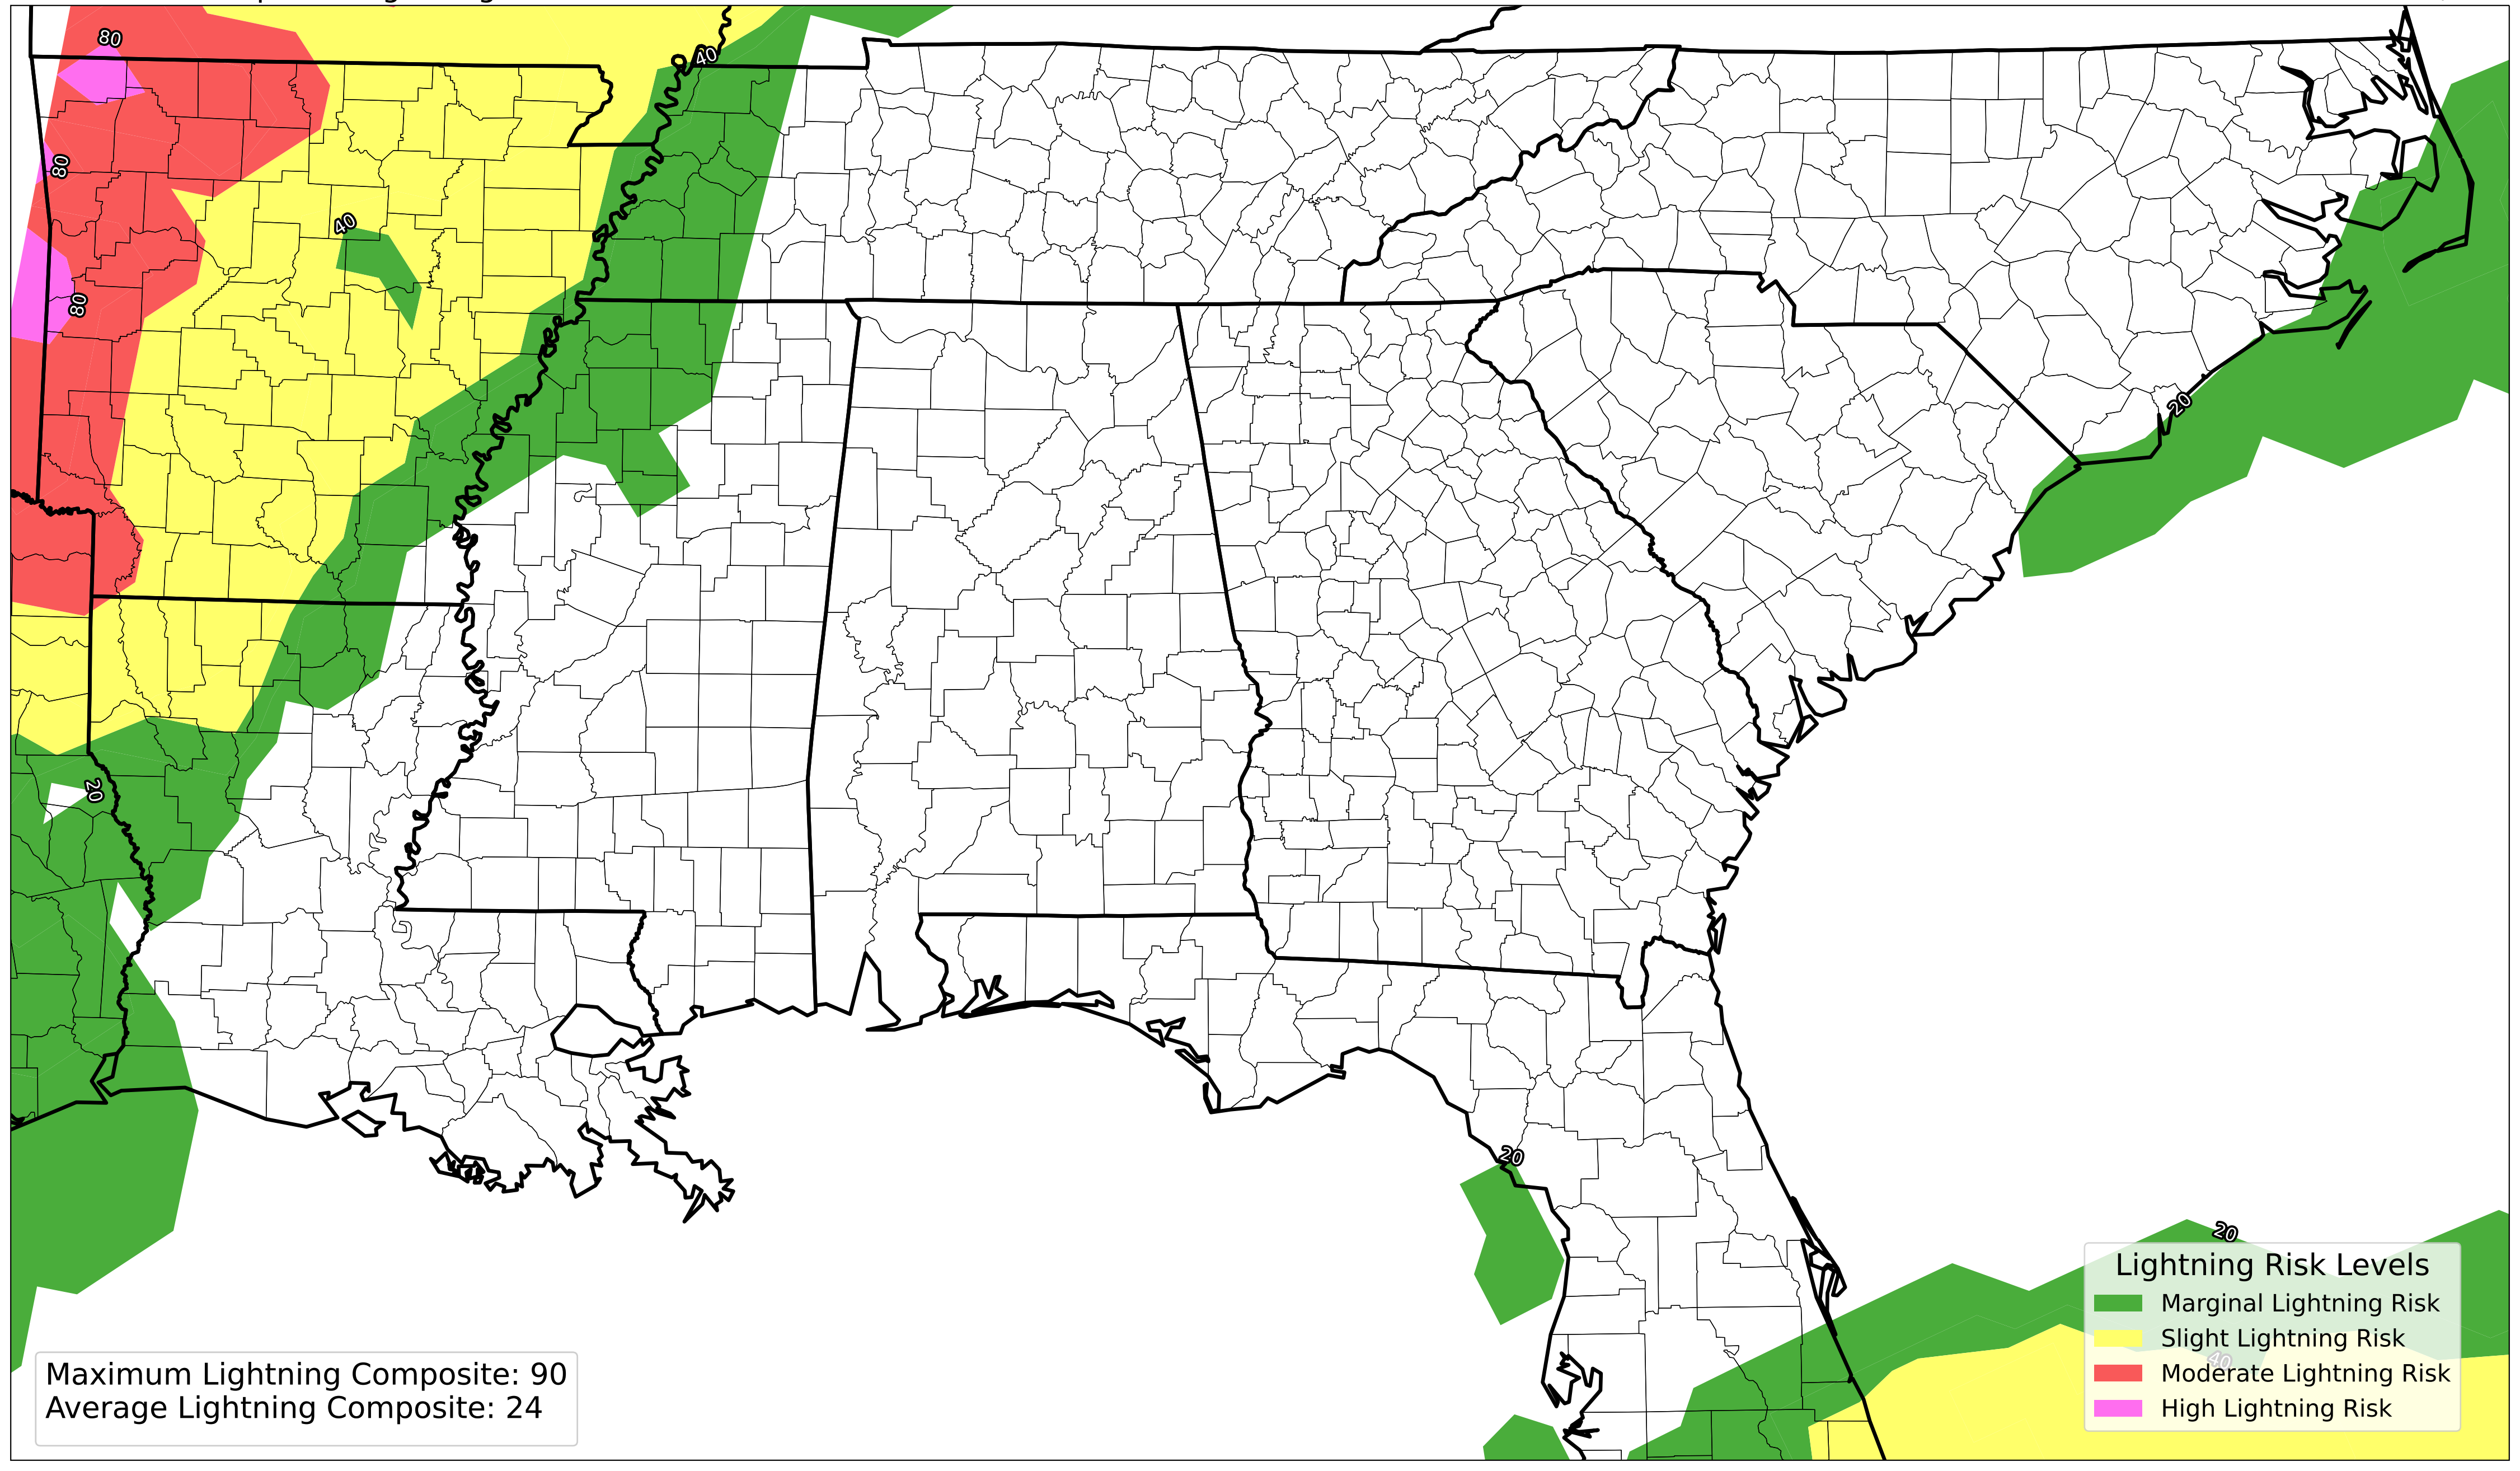 80
40
80
40
80
20
20
20
20
40
Lightning Risk Levels
Marginal Lightning Risk
Slight Lightning Risk
Moderate Lightning Risk
High Lightning Risk
Maximum Lightning Composite: 90
Average Lightning Composite: 24